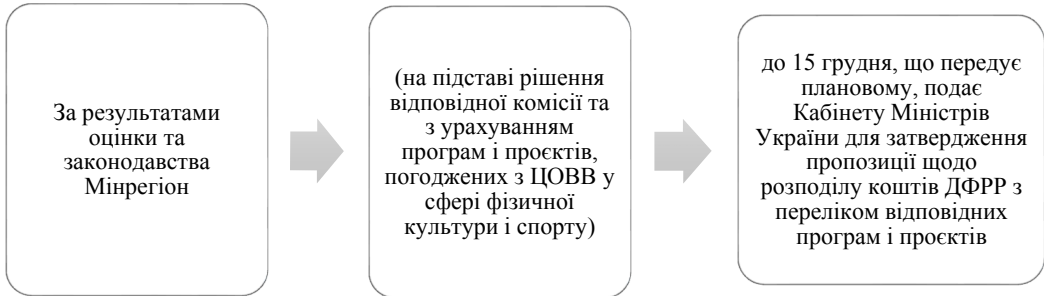 За результатами
оцінки та
законодавства
Мінрегіон
(на підставі рішення
відповідної комісії та
з урахуванням
програм і проєктів,
погоджених з ЦОВВ у
сфері фізичної
культури і спорту)
до 15 грудня, що передує
плановому, подає
Кабінету Міністрів
України для затвердження
пропозиції щодо
розподілу коштів ДФРР з
переліком відповідних
програм і проєктів